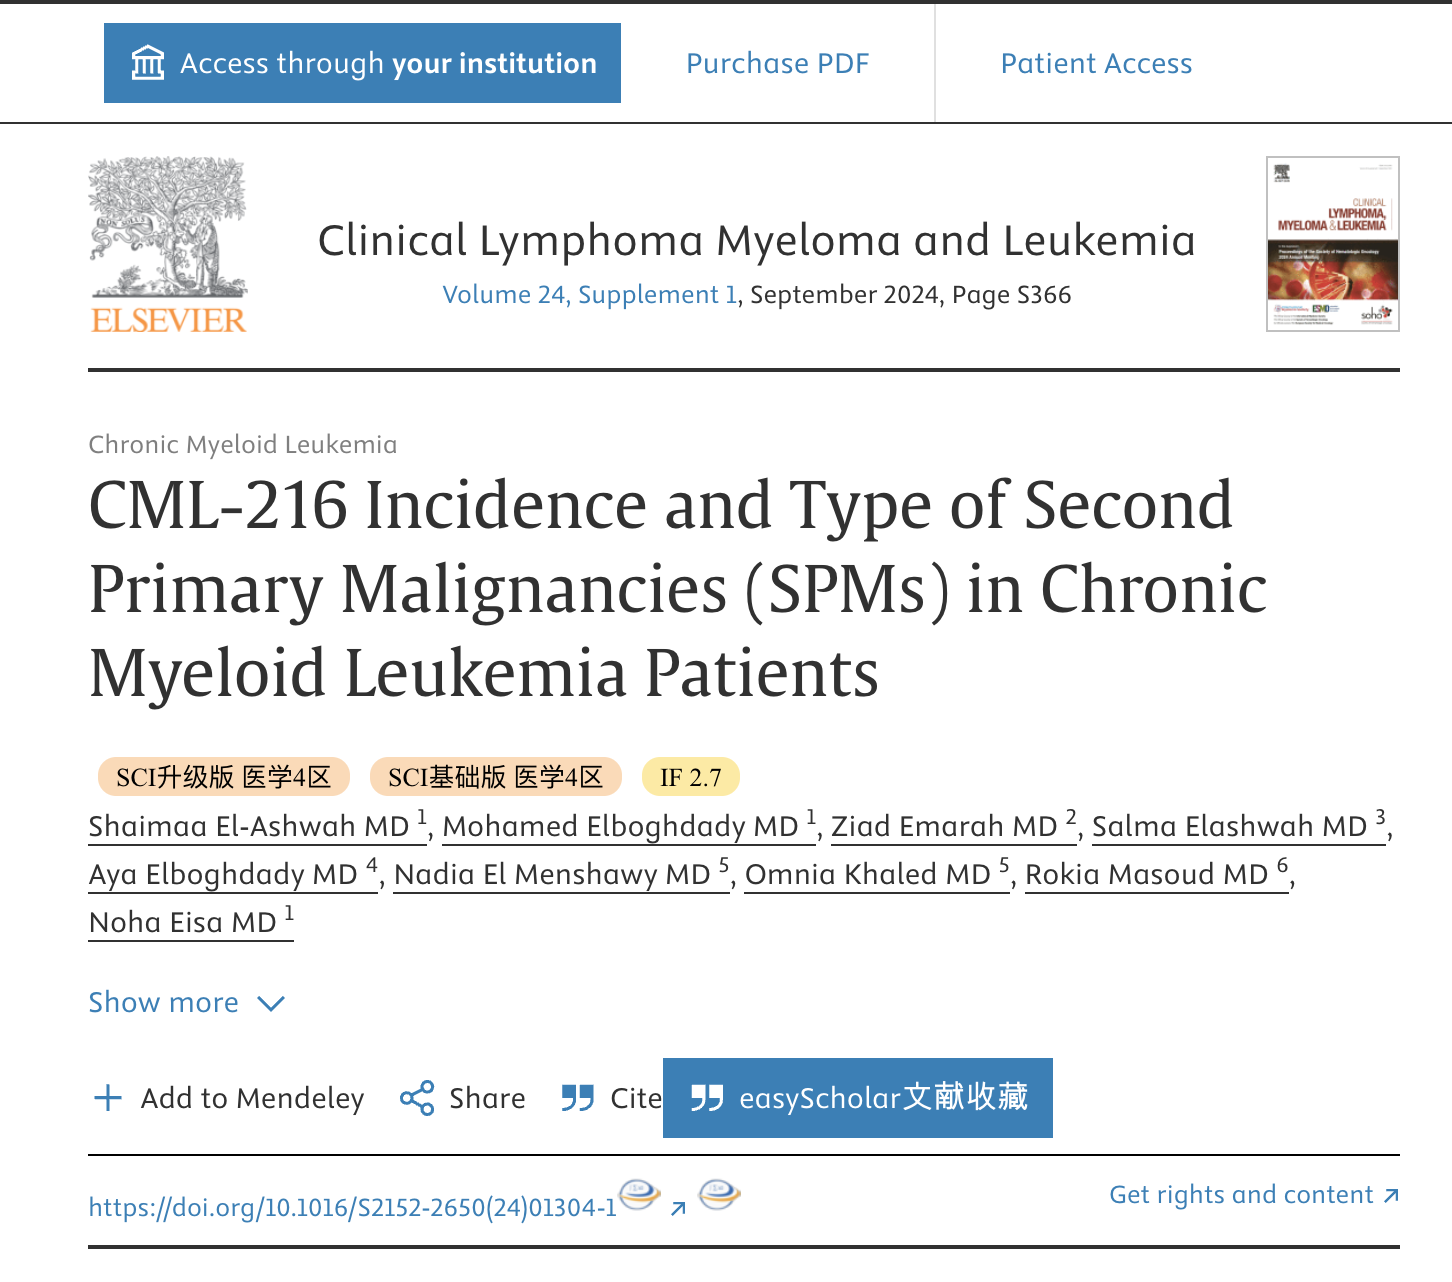 Access through your institution
Purchase PDF
Patient Access
ELSEVIER
Clinical Lymphoma Myeloma and Leukemia
Volume 24, Supplement 1, September 2024, Page S366
CLINICAL
LYMPHOMA,
MYELOMA & LEUKEMIA
soho
Chronic Myeloid Leukemia
CML-216 Incidence and Type of Second
Primary Malignancies (SPMs) in Chronic
Myeloid Leukemia Patients
SCI升级版 医学4区
SCI基础版 医学4区
IF 2.7
Shaimaa El-Ashwah MD 1, Mohamed Elboghdady MD 1, Ziad Emarah MD 2, Salma Elashwah MD 3,
Aya Elboghdady MD 4, Nadia El Menshawy MD 5, Omnia Khaled MD 5, Rokia Masoud MD 6,
Noha Eisa MD 1
Show more
Add to Mendeley
Share
Cite
easyScholar文献收藏
https://doi.org/10.1016/S2152-2650(24)01304-1
Get rights and content